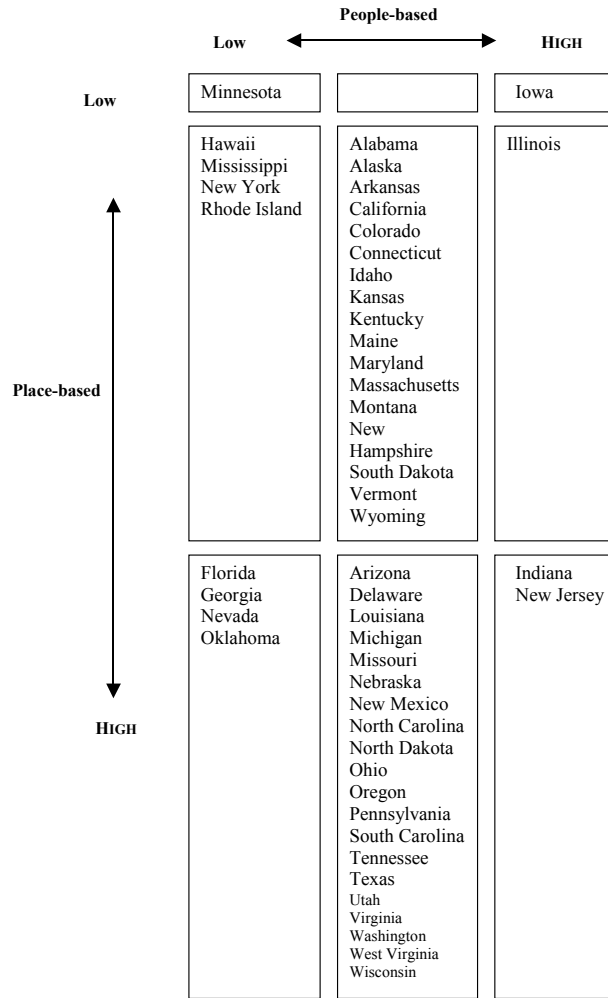 People-based
LOW HIGH
LOW
Minnesota
Iowa
Hawaii
Mississippi
New York
Rhode Island
Alabama
Alaska
Arkansas
California
Colorado
Connecticut
Idaho
Kansas
Kentucky
Maine
Maryland
Massachusetts
Montana
New
Hampshire
South Dakota
Vermont
Wyoming
Illinois
Place-based
Florida
Georgia
Nevada
Oklahoma
Arizona
Delaware
Louisiana
Michigan
Missouri
Nebraska
New Mexico
North Carolina
North Dakota
Ohio
Oregon
Pennsylvania
South Carolina
Tennessee
Texas
Utah
Virginia
Washington
West Virginia
Wisconsin
Indiana
New Jersey
HIGH